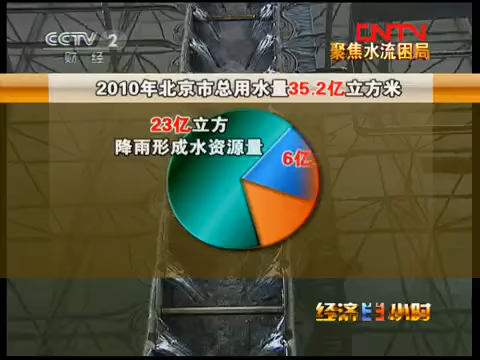 CCTV 2
财经
CNTV
聚焦水流困局
2010年北京市总用水量35.2亿立方米
23亿立方
降雨形成水资源量
6亿
经济半小时